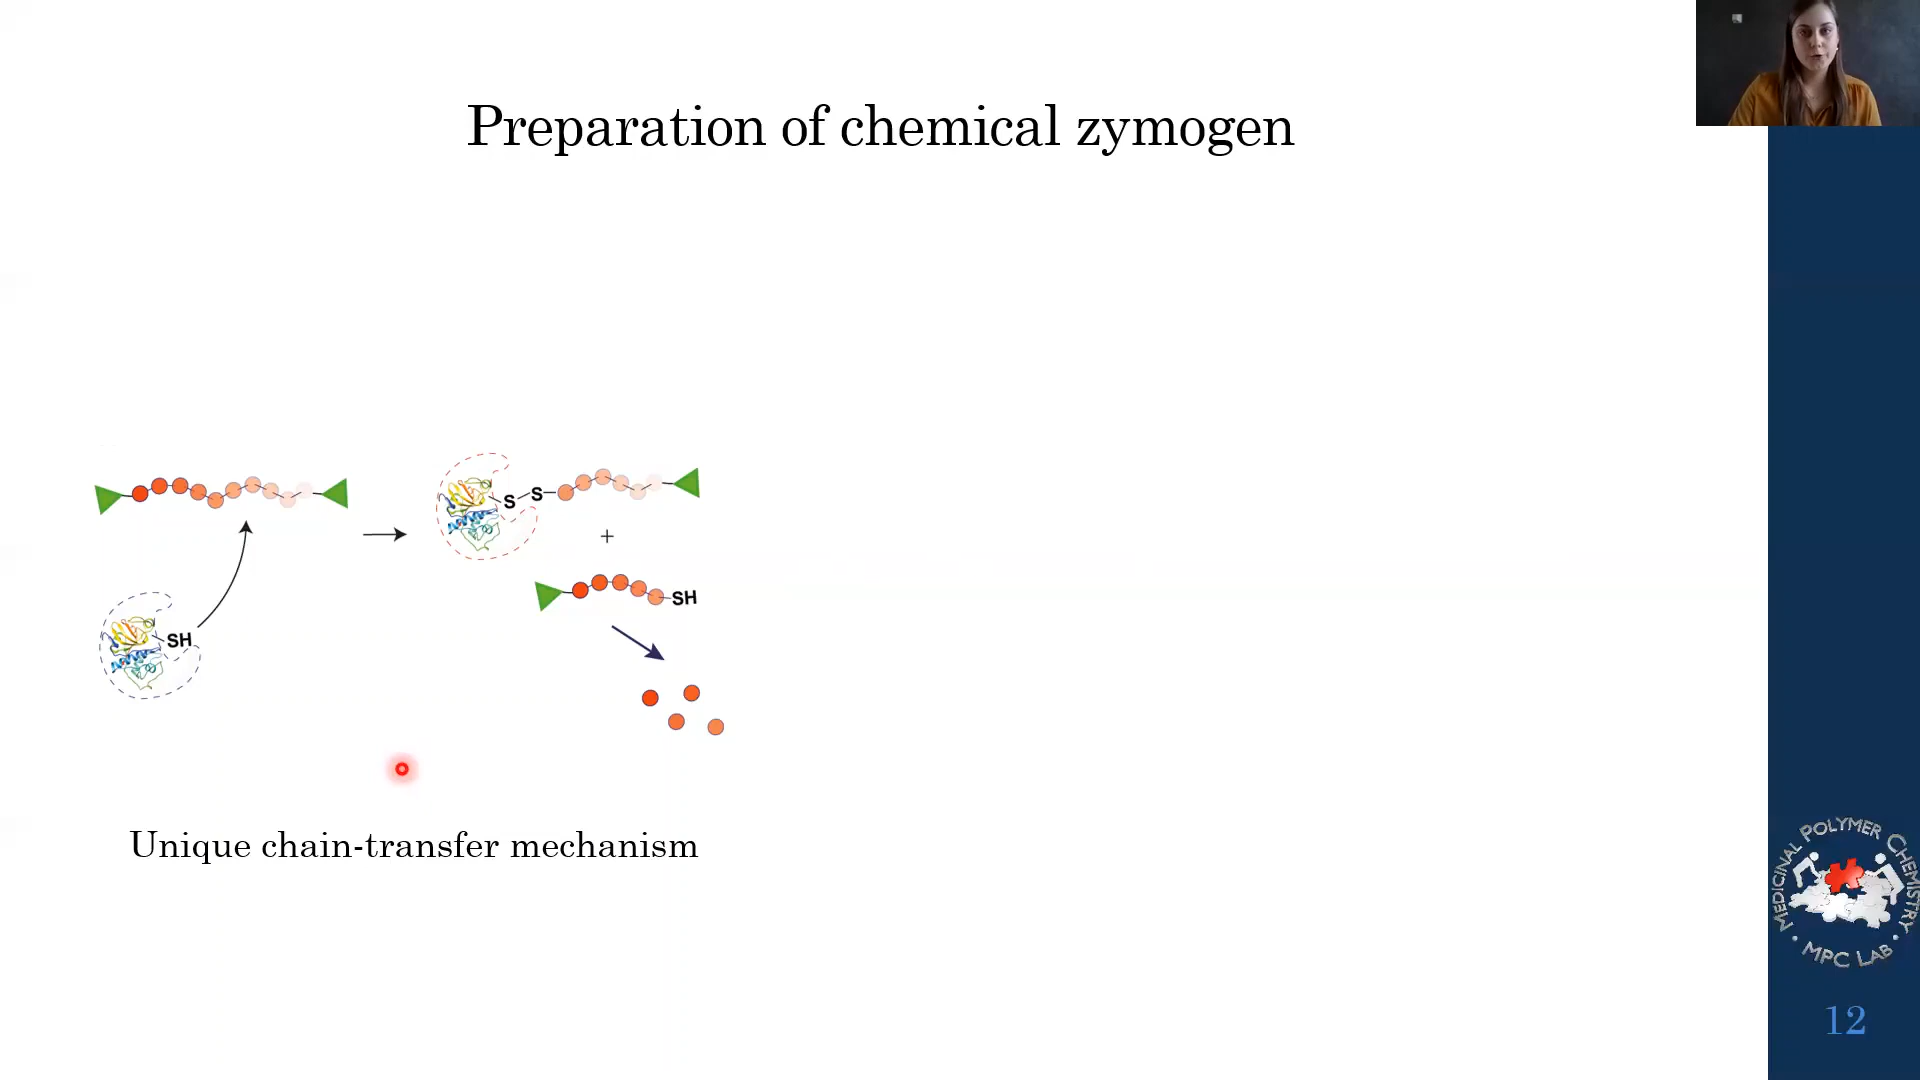 Preparation of chemical zymogen
S
S
+
SH
SH
Unique chain-transfer mechanism
MEDICINAL POLYMER CHEMISTRY
• MPC LAB •
12